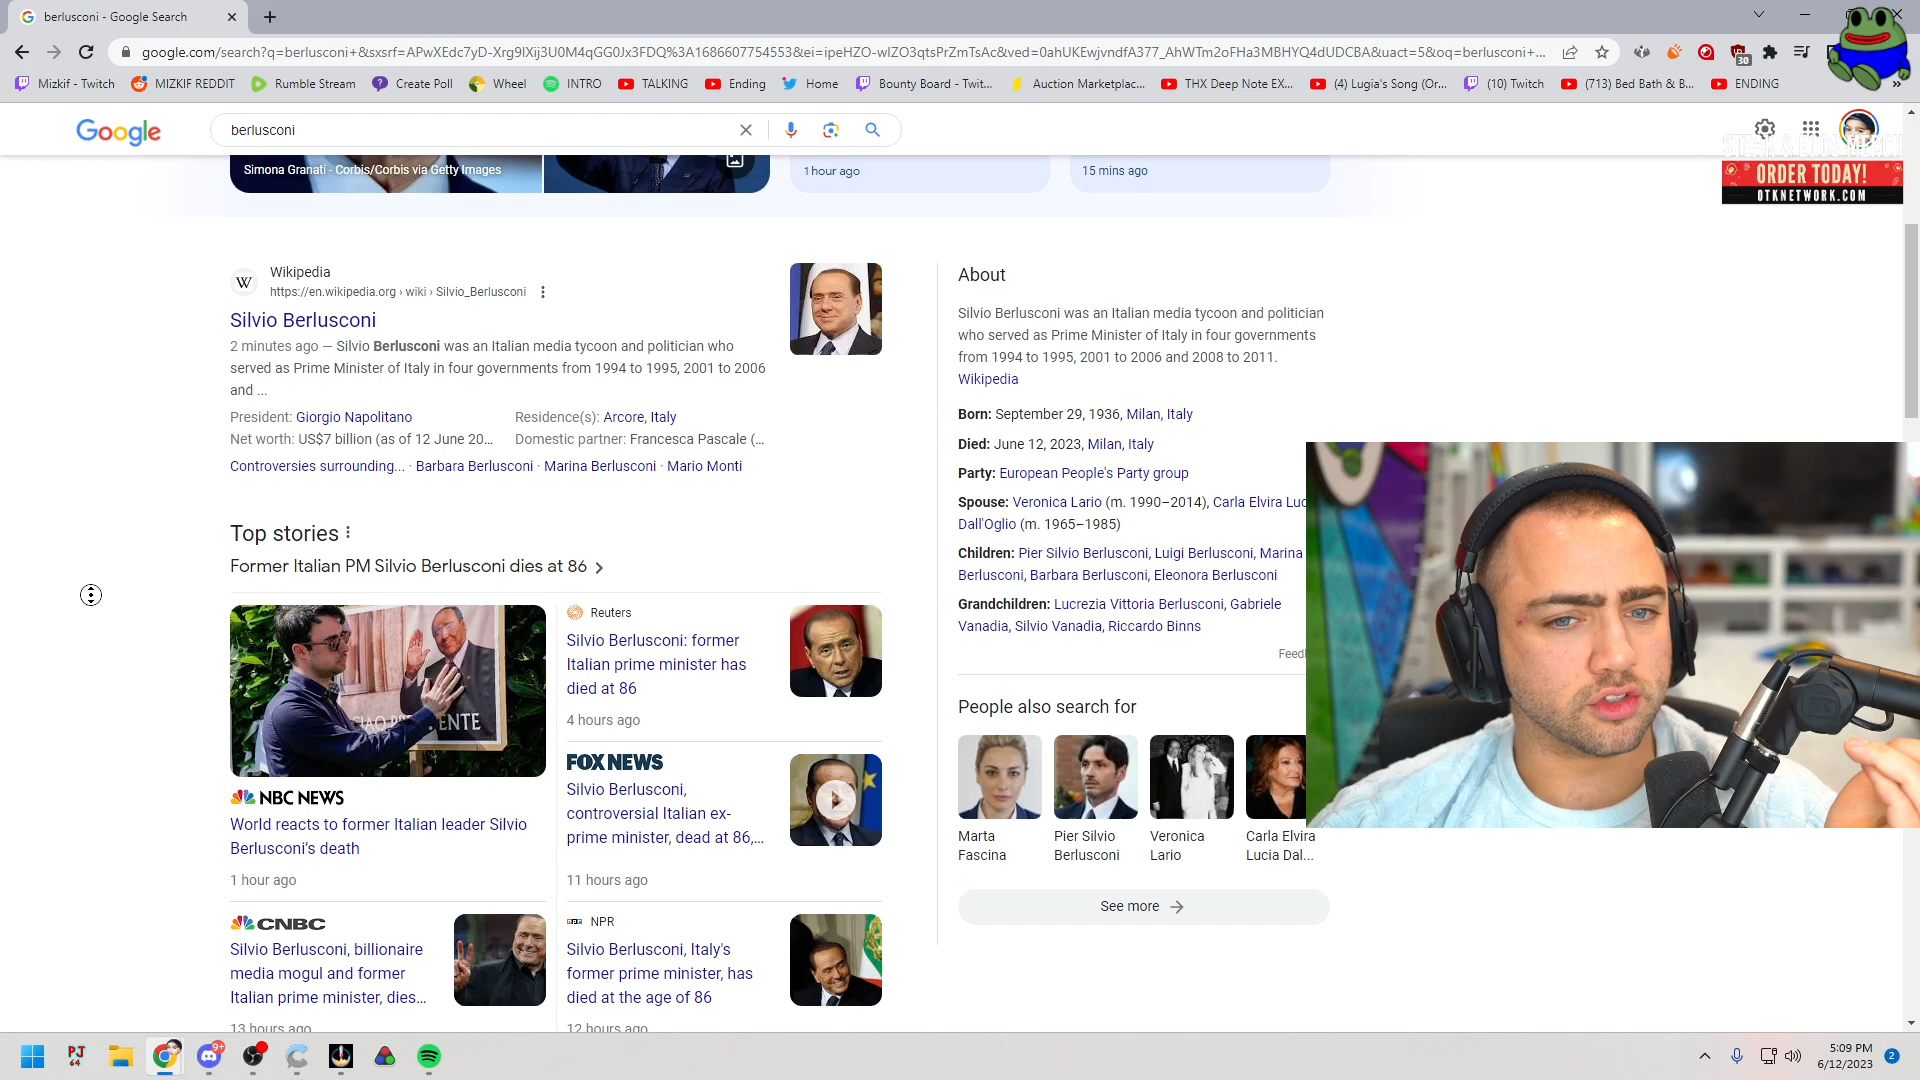 berlusconi - Google Search
google.com/search?q=berlusconi+&sxsrf=APwXEdc7yD-Xrg9lXij3U0M4qGG0Jx3FDQ%3A1686607754553&ei=ipeHZO-wIZO3qtsPrZmTsAc&ved=0ahUKEwjvndfA377_AhWTm2oFHa3MBHYQ4dUDCBA&uact=5&oq=berlusconi+...
30
Mizkif - Twitch
MIZKIF REDDIT
Rumble Stream
Create Poll
Wheel
INTRO
TALKING
Ending
Home
Bounty Board - Twit...
Auction Marketplac...
THX Deep Note EX...
(4) Lugia's Song (Or...
(10) Twitch
(713) Bed Bath & B...
ENDING
Google
berlusconi
ORDER TODAY!
OTKNETWORK.COM
Simona Granati - Corbis/Corbis via Getty Images
1 hour ago
15 mins ago
W
Wikipedia
https://en.wikipedia.org › wiki › Silvio_Berlusconi
Silvio Berlusconi
2 minutes ago — Silvio Berlusconi was an Italian media tycoon and politician who
served as Prime Minister of Italy in four governments from 1994 to 1995, 2001 to 2006
and ...
President: Giorgio Napolitano
Residence(s): Arcore, Italy
Net worth: US$7 billion (as of 12 June 20...
Domestic partner: Francesca Pascale (...
Controversies surrounding... · Barbara Berlusconi · Marina Berlusconi · Mario Monti
Top stories
Former Italian PM Silvio Berlusconi dies at 86
NBC NEWS
World reacts to former Italian leader Silvio
Berlusconi's death
1 hour ago
Reuters
Silvio Berlusconi: former
Italian prime minister has
died at 86
4 hours ago
FOX NEWS
Silvio Berlusconi,
controversial Italian ex-
prime minister, dead at 86,...
11 hours ago
CNBC
Silvio Berlusconi, billionaire
media mogul and former
Italian prime minister, dies...
13 hours ago
npr NPR
Silvio Berlusconi, Italy's
former prime minister, has
died at the age of 86
12 hours ago
About
Silvio Berlusconi was an Italian media tycoon and politician
who served as Prime Minister of Italy in four governments
from 1994 to 1995, 2001 to 2006 and 2008 to 2011.
Wikipedia
Born: September 29, 1936, Milan, Italy
Died: June 12, 2023, Milan, Italy
Party: European People's Party group
Spouse: Veronica Lario (m. 1990–2014), Carla Elvira
Dall'Oglio (m. 1965–1985)
Children: Pier Silvio Berlusconi, Luigi Berlusconi, Marina
Berlusconi, Barbara Berlusconi, Eleonora Berlusconi
Grandchildren: Lucrezia Vittoria Berlusconi, Gabriele
Vanadia, Silvio Vanadia, Riccardo Binns
People also search for
Marta
Fascina
Pier Silvio
Berlusconi
Veronica
Lario
Carla Elvira
Lucia Dal...
See more
PJ
64
9+
5:09 PM
6/12/2023
2